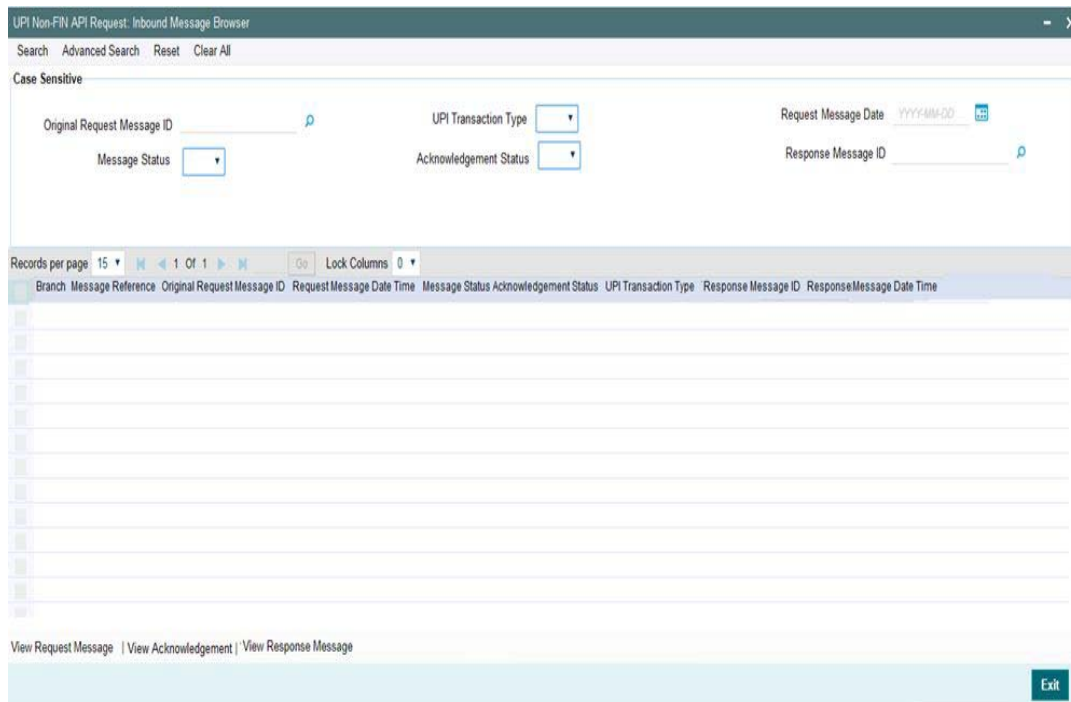 UPI Non-FIN API Request: Inbound Message Browser
Search Advanced Search Reset Clear All
Case Sensitive
Original Request Message ID UPI Transaction Type Request Message Date YYYY-MM-DD
Message Status Acknowledgement Status Response Message ID
Records per page 15 1 Of 1 Go Lock Columns 0
Branch Message Reference Original Request Message ID Request Message Date Time Message Status Acknowledgement Status UPI Transaction Type Response Message ID Response Message Date Time
View Request Message | View Acknowledgement | View Response Message
Exit